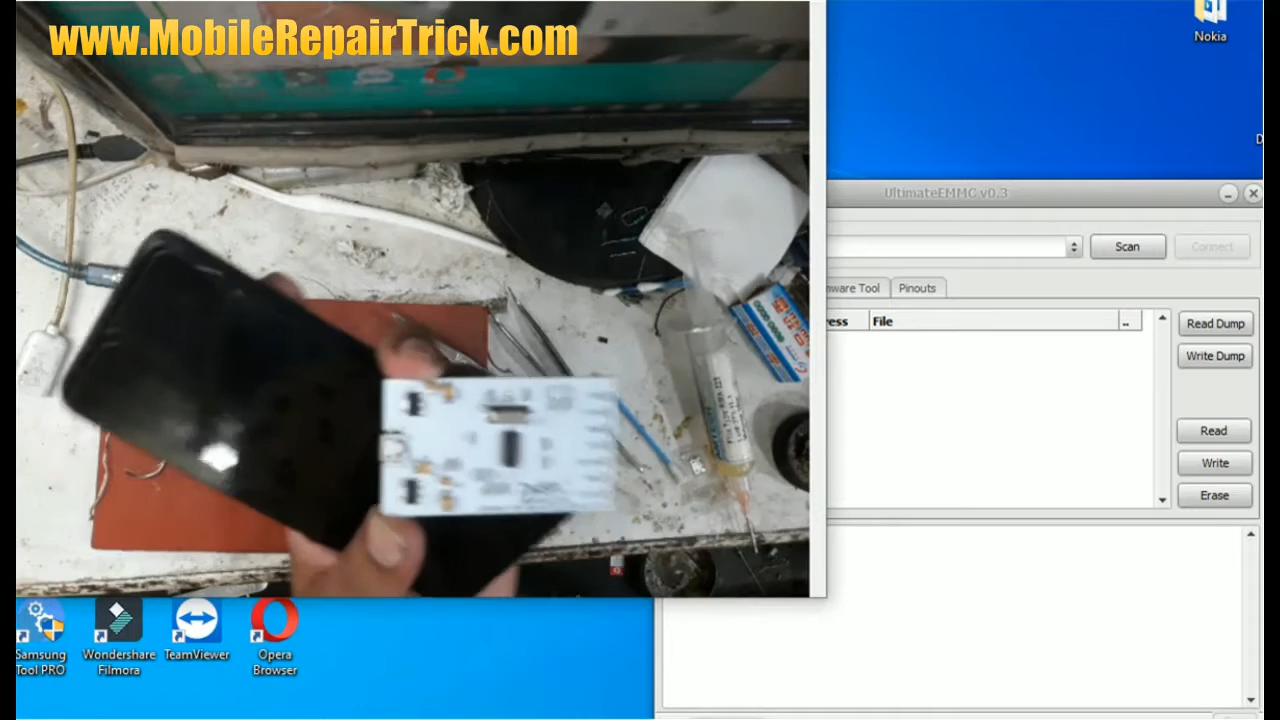 www.MobileRepairTrick.com
Nokia
D
UltimateEMMC v0.3
Scan
Connect
mware Tool
Pinouts
ress
File
..
Read Dump
Write Dump
Read
Write
Erase
Samsung
Tool PRO
Wondershare
Filmora
TeamViewer
Opera
Browser